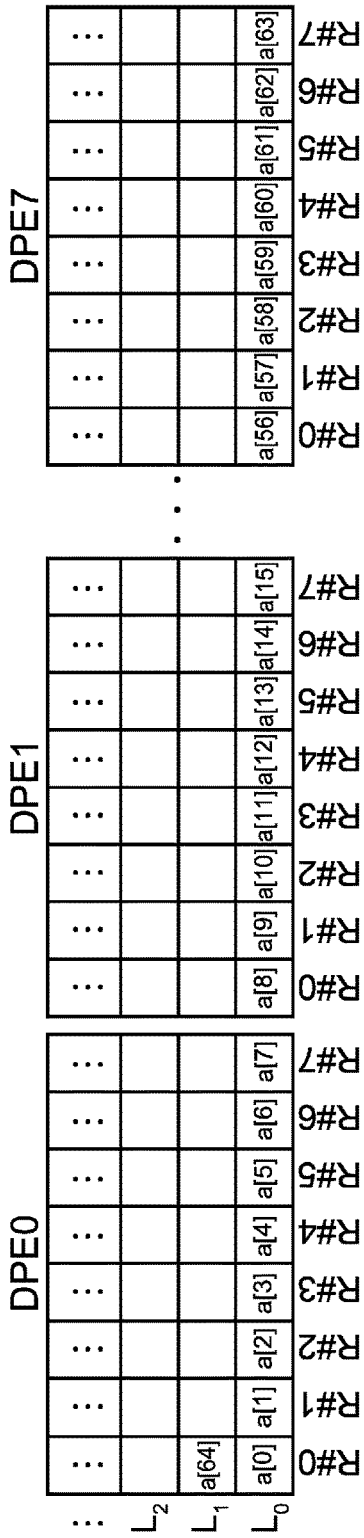 DPE0 DPE1 DPE7
... ... ... ... ... ... ... ... ... ... ... ... ... ... ... ... ... ... ... ... ... ... ... ... ...
L₂ ...
L₁ a[64]
L₀ a[0] a[1] a[2] a[3] a[4] a[5] a[6] a[7] a[8] a[9] a[10] a[11] a[12] a[13] a[14] a[15] a[56] a[57] a[58] a[59] a[60] a[61] a[62] a[63]
R#0 R#1 R#2 R#3 R#4 R#5 R#6 R#7 R#0 R#1 R#2 R#3 R#4 R#5 R#6 R#7 R#0 R#1 R#2 R#3 R#4 R#5 R#6 R#7